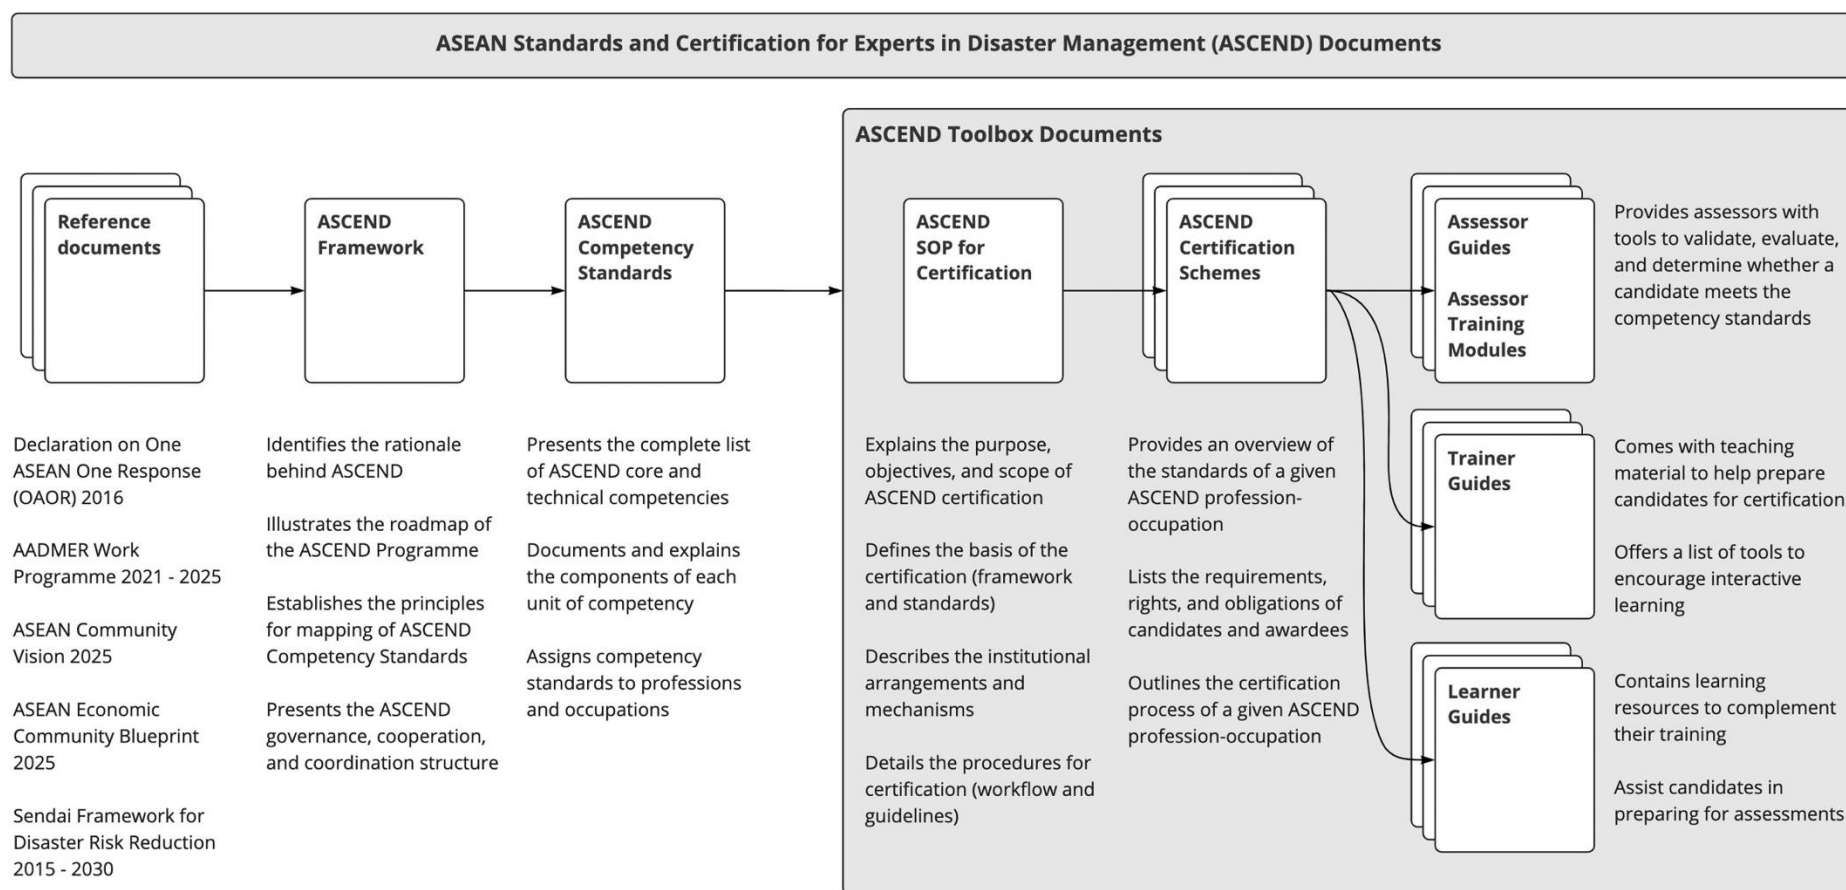 ASEAN Standards and Certification for Experts in Disaster Management (ASCEND) Documents
ASCEND Toolbox Documents
Reference
documents
ASCEND
Framework
ASCEND
Competency
Standards
ASCEND
SOP for
Certification
ASCEND
Certification
Schemes
Assessor
Guides
Assessor
Training
Modules
Provides assessors with
tools to validate, evaluate,
and determine whether a
candidate meets the
competency standards
Declaration on One
ASEAN One Response
(OAOR) 2016
AADMER Work
Programme 2021 - 2025
ASEAN Community
Vision 2025
ASEAN Economic
Community Blueprint
2025
Sendai Framework for
Disaster Risk Reduction
2015 - 2030
Identifies the rationale
behind ASCEND
Illustrates the roadmap of
the ASCEND Programme
Establishes the principles
for mapping of ASCEND
Competency Standards
Presents the ASCEND
governance, cooperation,
and coordination structure
Presents the complete list
of ASCEND core and
technical competencies
Documents and explains
the components of each
unit of competency
Assigns competency
standards to professions
and occupations
Explains the purpose,
objectives, and scope of
ASCEND certification
Defines the basis of the
certification (framework
and standards)
Describes the institutional
arrangements and
mechanisms
Details the procedures for
certification (workflow and
guidelines)
Provides an overview of
the standards of a given
ASCEND profession-
occupation
Lists the requirements,
rights, and obligations of
candidates and awardees
Outlines the certification
process of a given ASCEND
profession-occupation
Trainer
Guides
Comes with teaching
material to help prepare
candidates for certification
Offers a list of tools to
encourage interactive
learning
Learner
Guides
Contains learning
resources to complement
their training
Assist candidates in
preparing for assessments